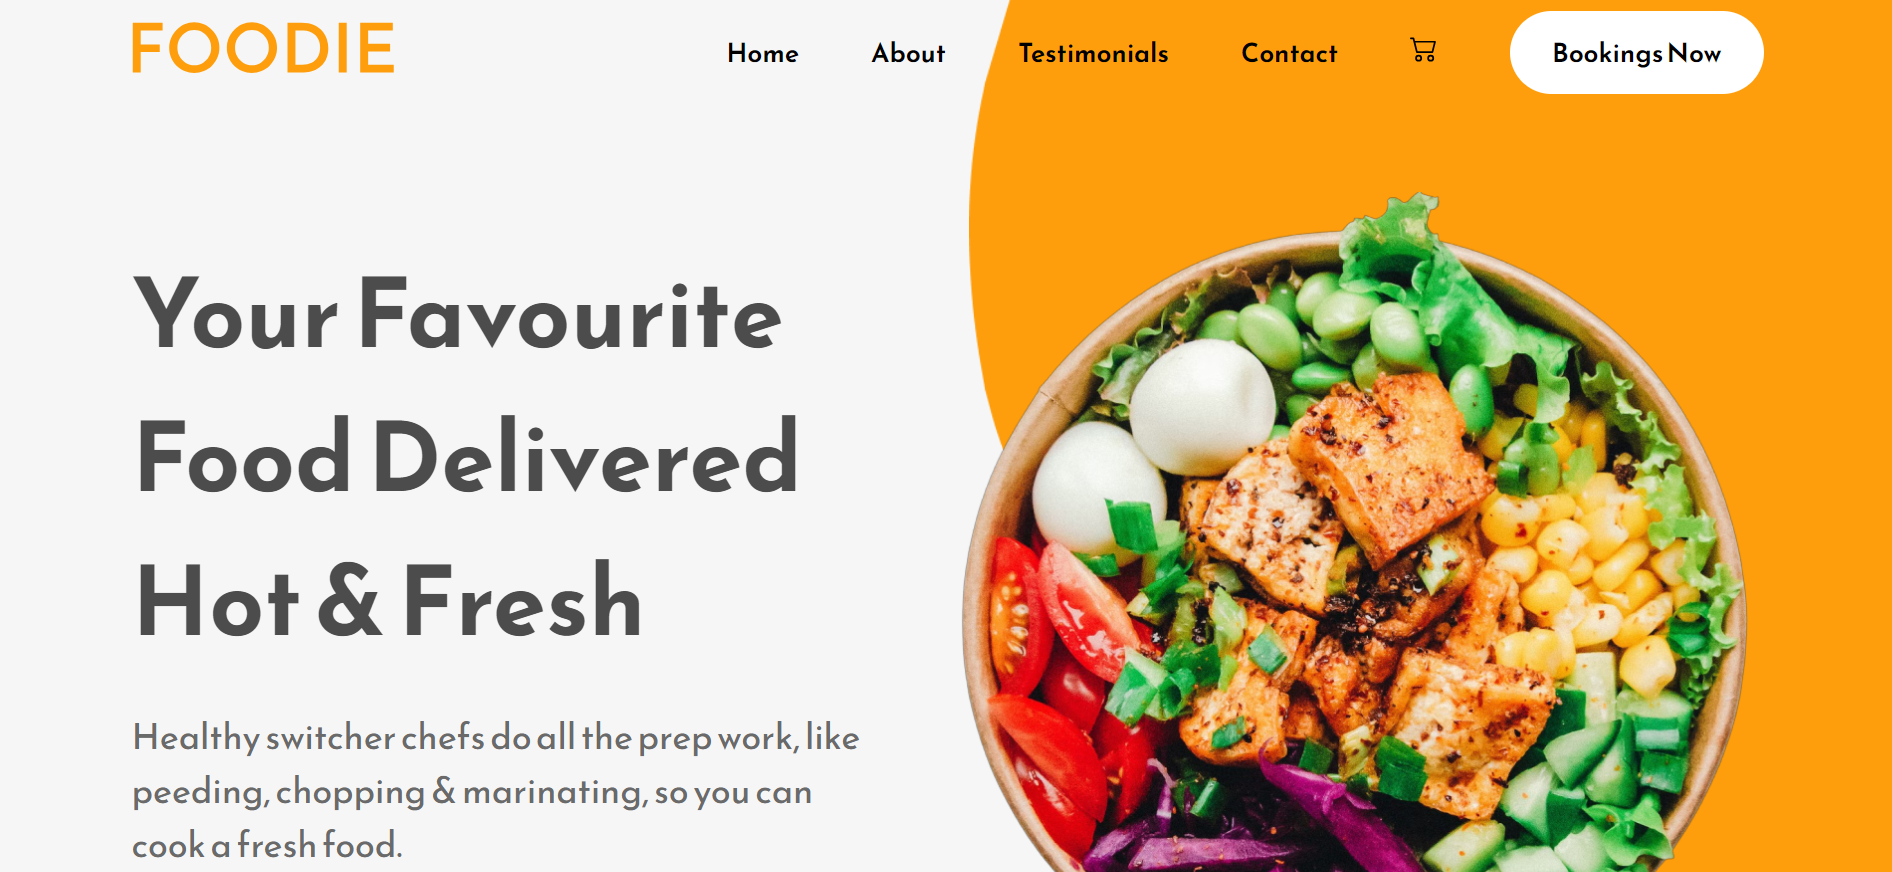 FOODIE
Home About Testimonials Contact Bookings Now
Your Favourite
Food Delivered
Hot & Fresh
Healthy switcher chefs do all the prep work, like
peeding, chopping & marinating, so you can
cook a fresh food.